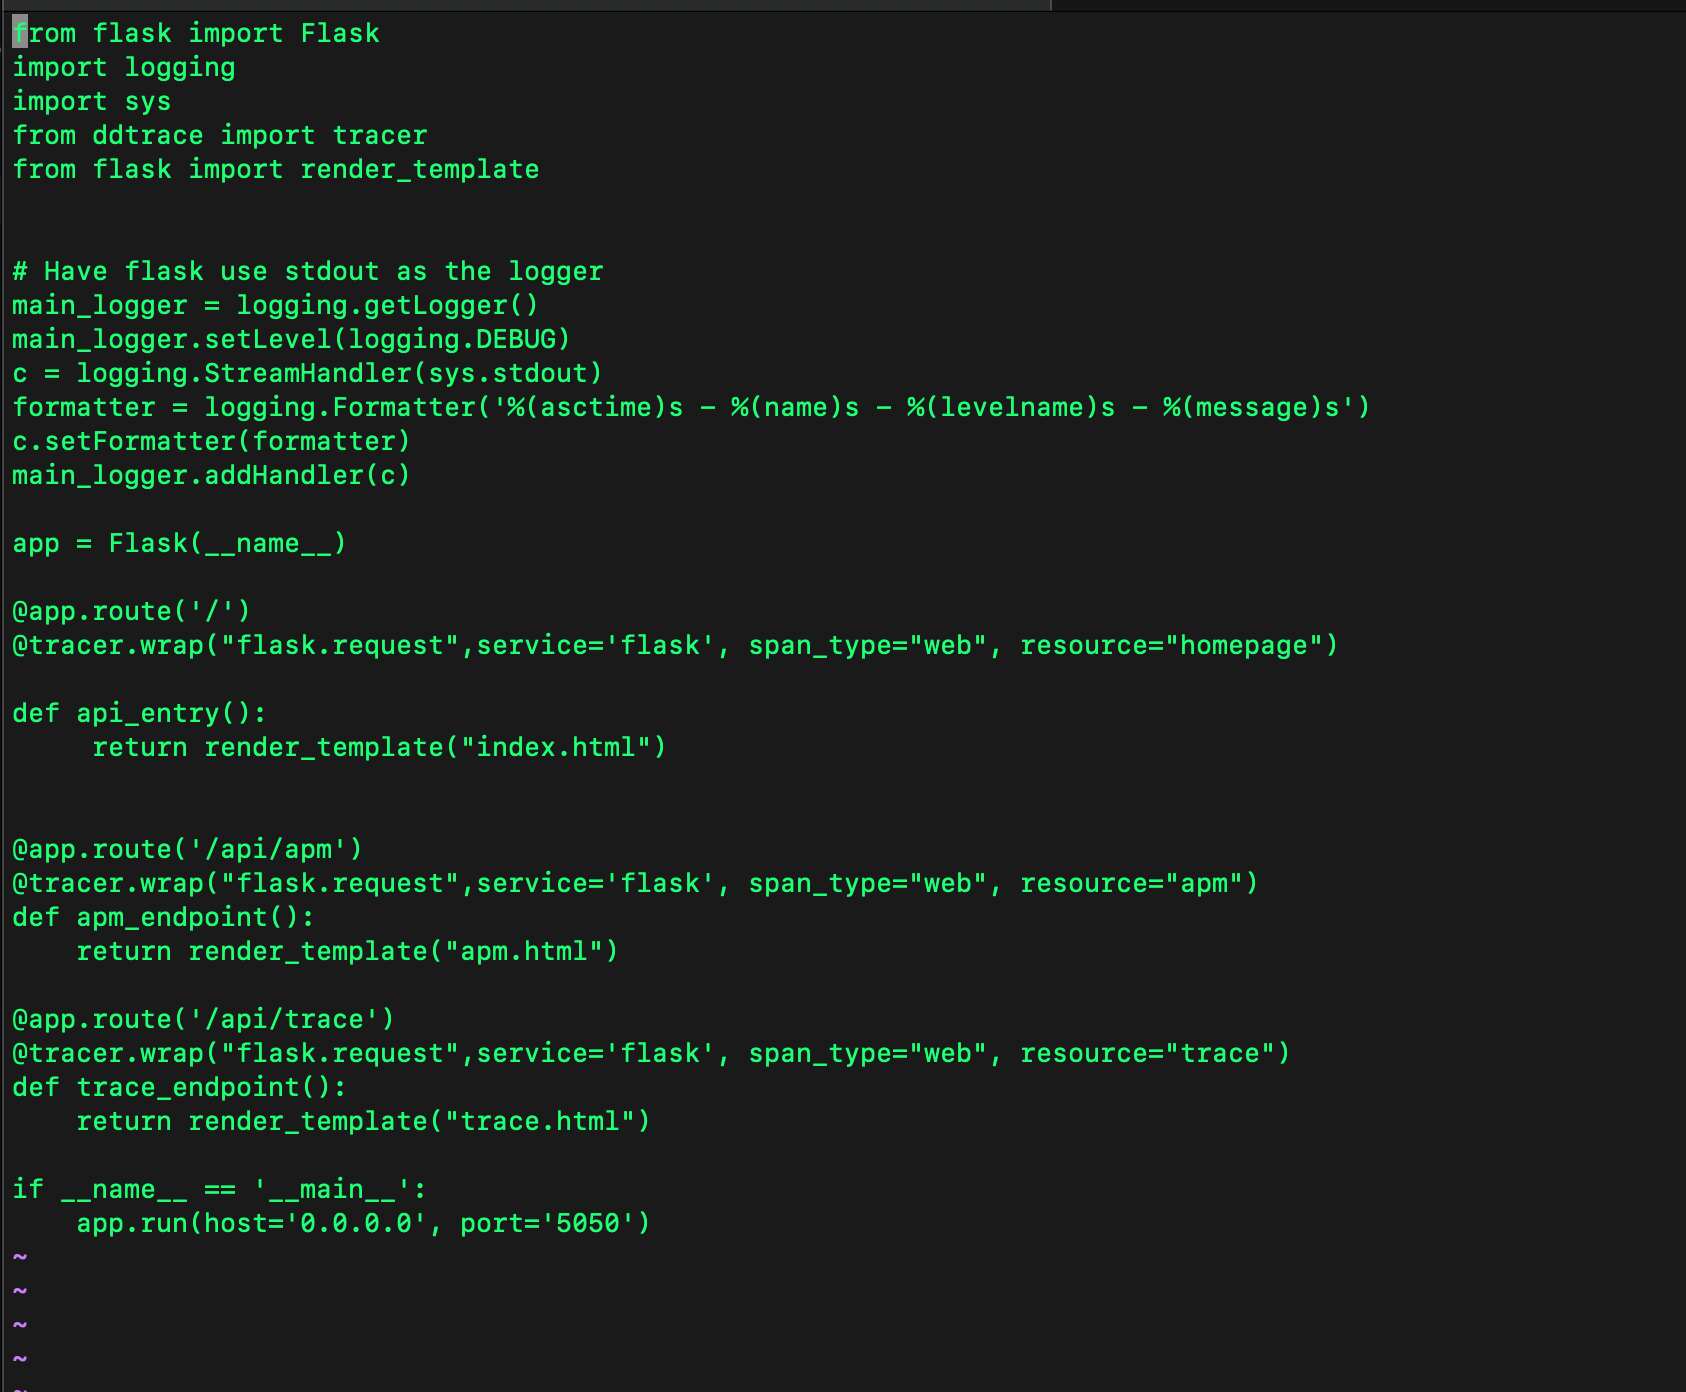 from flask import Flask
import logging
import sys
from ddtrace import tracer
from flask import render_template
# Have flask use stdout as the logger
main_logger = logging.getLogger()
main_logger.setLevel(logging.DEBUG)
c = logging.StreamHandler(sys.stdout)
formatter = logging.Formatter('%(asctime)s - %(name)s - %(levelname)s - %(message)s')
c.setFormatter(formatter)
main_logger.addHandler(c)
app = Flask(__name__)
@app.route('/')
@tracer.wrap("flask.request",service='flask', span_type="web", resource="homepage")
def api_entry():
     return render_template("index.html")
@app.route('/api/apm')
@tracer.wrap("flask.request",service='flask', span_type="web", resource="apm")
def apm_endpoint():
    return render_template("apm.html")
@app.route('/api/trace')
@tracer.wrap("flask.request",service='flask', span_type="web", resource="trace")
def trace_endpoint():
    return render_template("trace.html")
if __name__ == '__main__':
    app.run(host='0.0.0.0', port='5050')
~
~
~
~
~